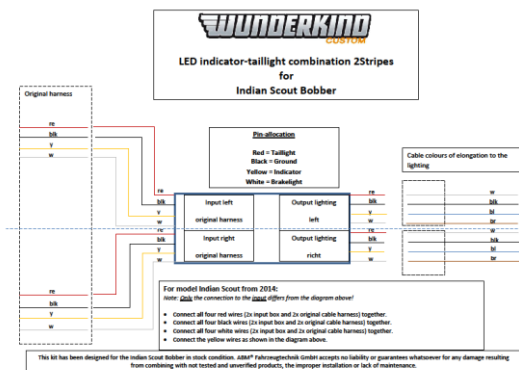 WUNDERKIND
CUSTOM
LED indicator-taillight combination 2Stripes
for
Indian Scout Bobber
Original harness
re
blk
y
w
Pin-allocation
Red = Taillight
Black = Ground
Yellow = Indicator
White = Brakelight
Cable colours of elongation to the
lighting
Input left
original harness
Input right
original harness
Output lighting
left
Output lighting
richt
re
blk
y
w
re
blk
y
w
re
blk
y
w
re
blk
y
w
w
blk
bl
br
w
blk
bl
br
re
blk
y
w
For model Indian Scout from 2014:
Note: Only the connection to the input differs from the diagram above!
• Connect all four red wires (2x input box and 2x original cable harness) together.
• Connect all four black wires (2x input box and 2x original cable harness) together.
• Connect all four white wires (2x input box and 2x original cable harness) together.
• Connect the yellow wires as shown in the diagram above.
This kit has been designed for the Indian Scout Bobber in stock condition. ABM® Fahrzeugtechnik GmbH accepts no liability or guarantees whatsoever for any damage resulting
from combining with not tested and unverified products, the improper installation or lack of maintenance.